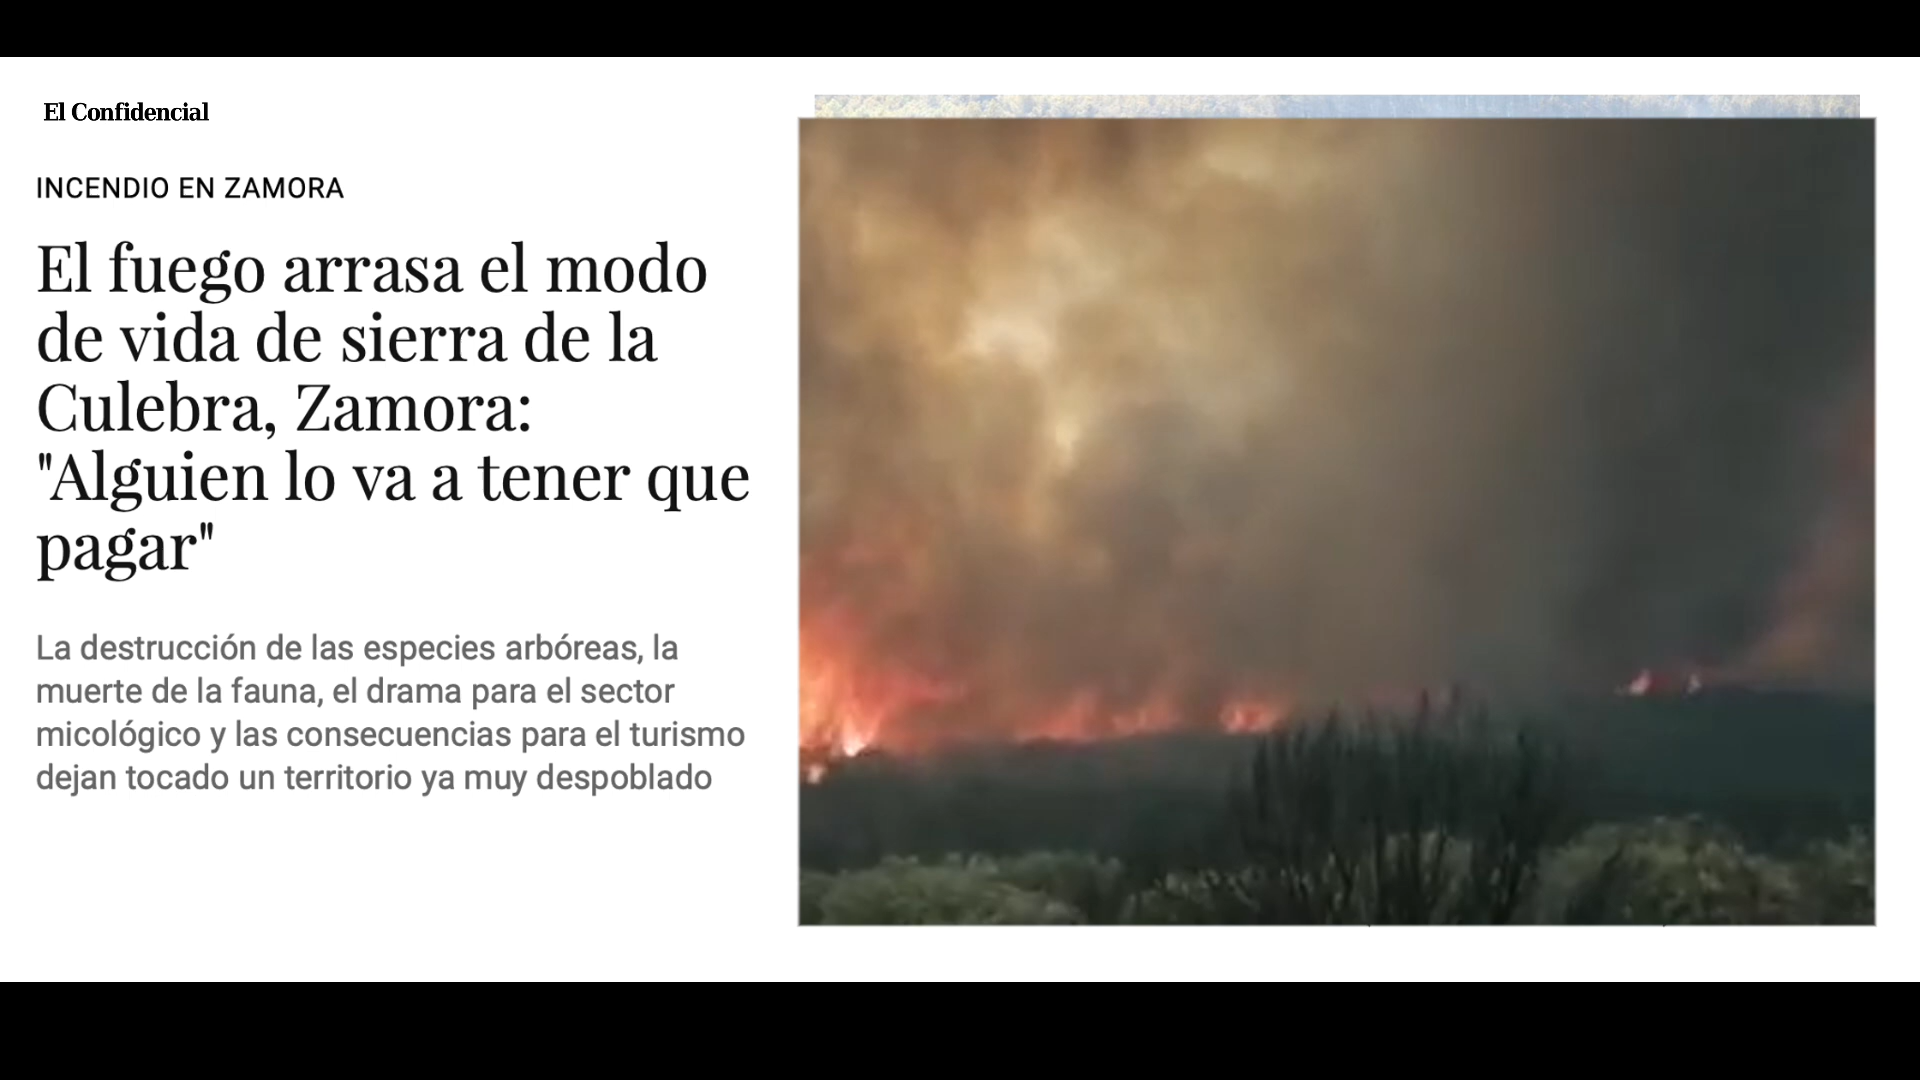 El Confidencial
INCENDIO EN ZAMORA
El fuego arrasa el modo
de vida de sierra de la
Culebra, Zamora:
"Alguien lo va a tener que
pagar"
La destrucción de las especies arbóreas, la
muerte de la fauna, el drama para el sector
micológico y las consecuencias para el turismo
dejan tocado un territorio ya muy despoblado